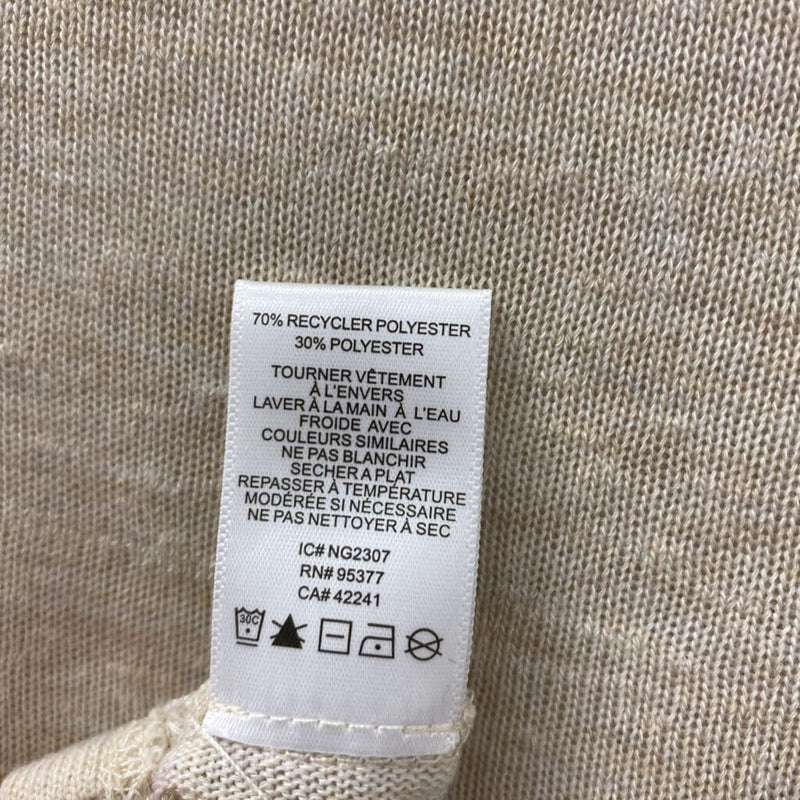 70% RECYCLER POLYESTER
30% POLYESTER
TOURNER VÊTEMENT
À L'ENVERS
LAVER À LA MAIN À L'EAU
FROIDE AVEC
COULEURS SIMILAIRES
NE PAS BLANCHIR
SECHER A PLAT
REPASSER À TEMPÉRATURE
MODÉRÉE SI NÉCESSAIRE
NE PAS NETTOYER À SEC
IC# NG2307
RN# 95377
CA# 42241
30C